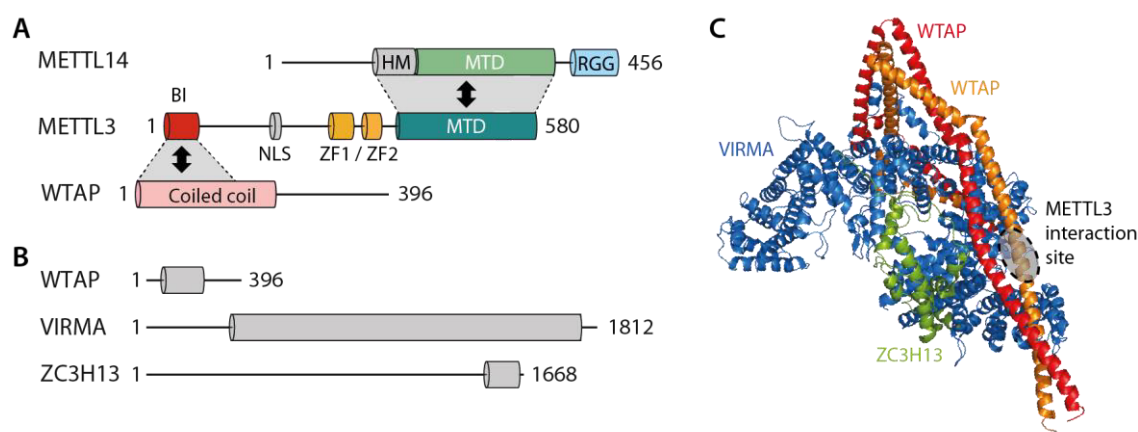 A
METTL14
1
HM
MTD
RGG
456
BI
METTL3
1
NLS
ZF1 / ZF2
MTD
580
WTAP
1
Coiled coil
396
B
WTAP
1
396
VIRMA
1
1812
ZC3H13
1
1668
C
WTAP
WTAP
VIRMA
METTL3
interaction
site
ZC3H13